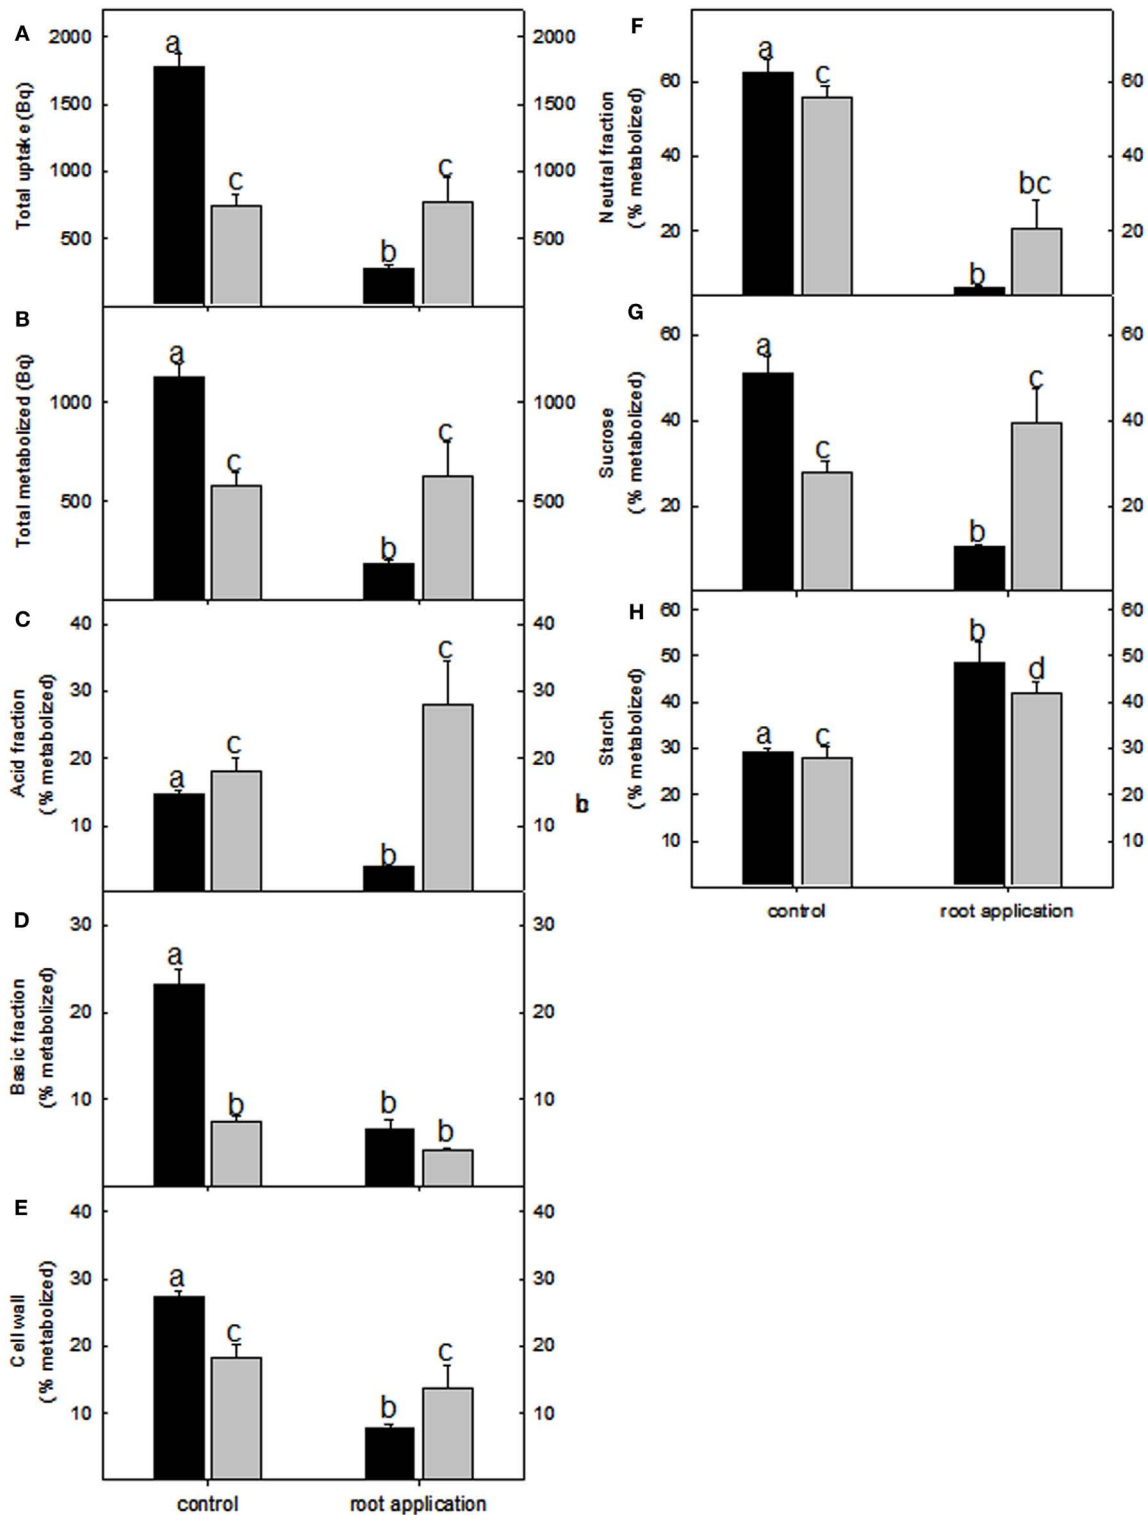 A
Total uptake (Bq)
2000
1500
1000
500
a
c
b
c
2000
1500
1000
500
B
Total metabolized (Bq)
1000
500
a
c
b
c
1000
500
C
Acid fraction
(% metabolized)
40
30
20
10
a
c
b
c
40
30
20
10
D
Basic fraction
(% metabolized)
30
20
10
a
b
b
b
30
20
10
E
Cell wall
(% metabolized)
40
30
20
10
a
c
b
c
40
30
20
10
control
root application
F
Neutral fraction
(% metabolized)
60
40
20
a
c
b
bc
60
40
20
G
Sucrose
(% metabolized)
60
40
20
a
c
b
c
60
40
20
H
Starch
(% metabolized)
60
50
40
30
20
10
a
c
b
d
60
50
40
30
20
10
control
root application